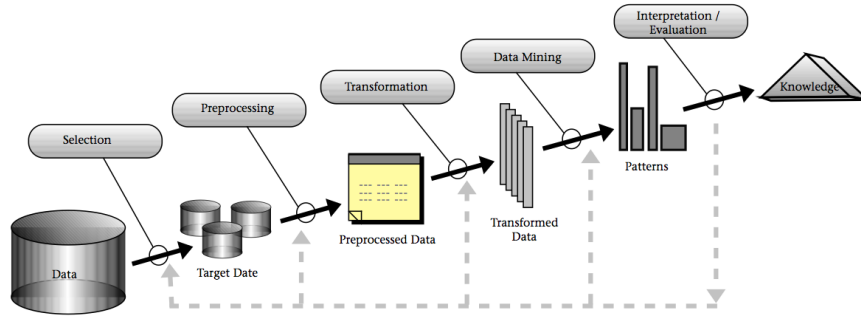 Interpretation /
Evaluation
Data Mining
Transformation
Knowledge
Preprocessing
Selection
Patterns
Transformed
Data
Preprocessed Data
Target Date
Data